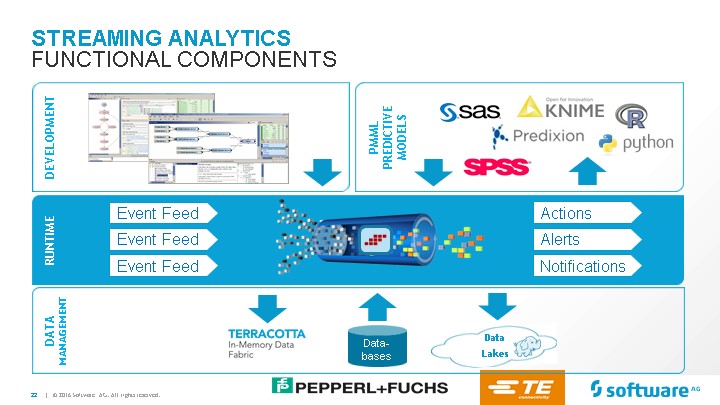 STREAMING ANALYTICS
FUNCTIONAL COMPONENTS
DEVELOPMENT
PMML
PREDICTIVE
MODELS
sas
Open for Innovation
KNIME
R
Predixion
python
SPSS
RUNTIME
Event Feed
Event Feed
Event Feed
Actions
Alerts
Notifications
DATA
MANAGEMENT
TERRACOTTA
In-Memory Data
Fabric
Data-
bases
Data
Lakes
22 | © 2016 Software AG. All rights reserved.
PEPPERL+FUCHS
TE
connectivity
software AG